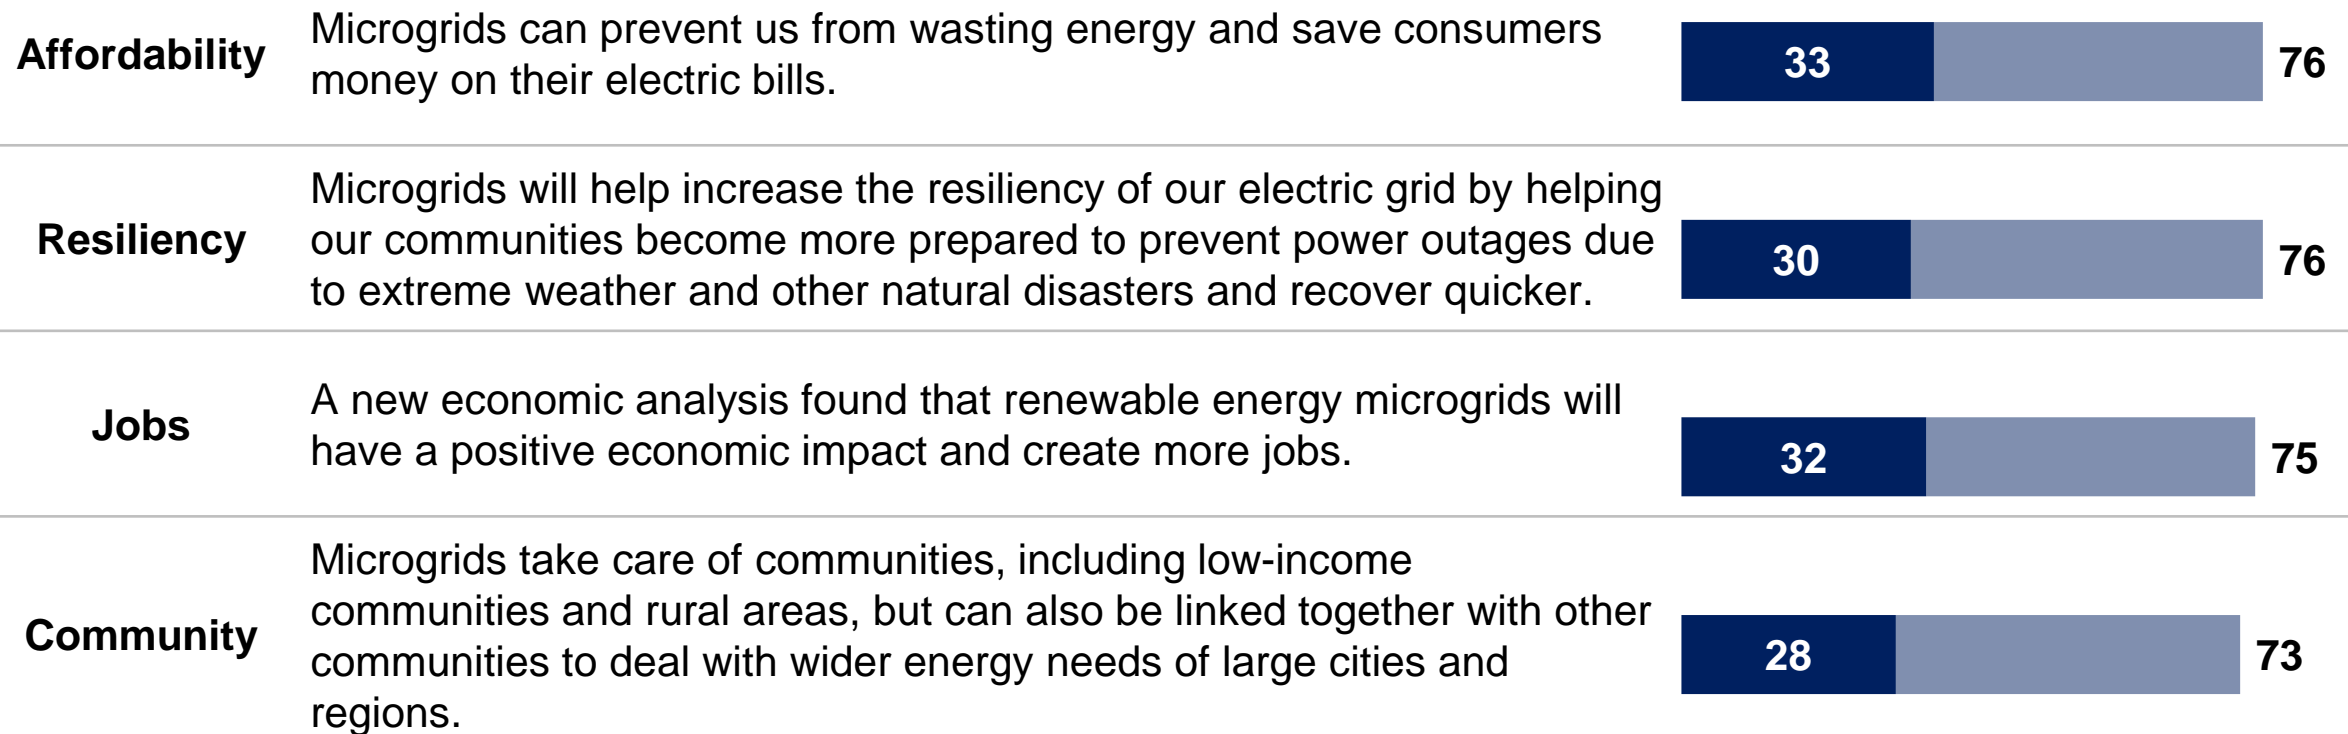 Affordability
Microgrids can prevent us from wasting energy and save consumers
money on their electric bills.
33
76
Resiliency
Microgrids will help increase the resiliency of our electric grid by helping
our communities become more prepared to prevent power outages due
to extreme weather and other natural disasters and recover quicker.
30
76
Jobs
A new economic analysis found that renewable energy microgrids will
have a positive economic impact and create more jobs.
32
75
Community
Microgrids take care of communities, including low-income
communities and rural areas, but can also be linked together with other
communities to deal with wider energy needs of large cities and
regions.
28
73